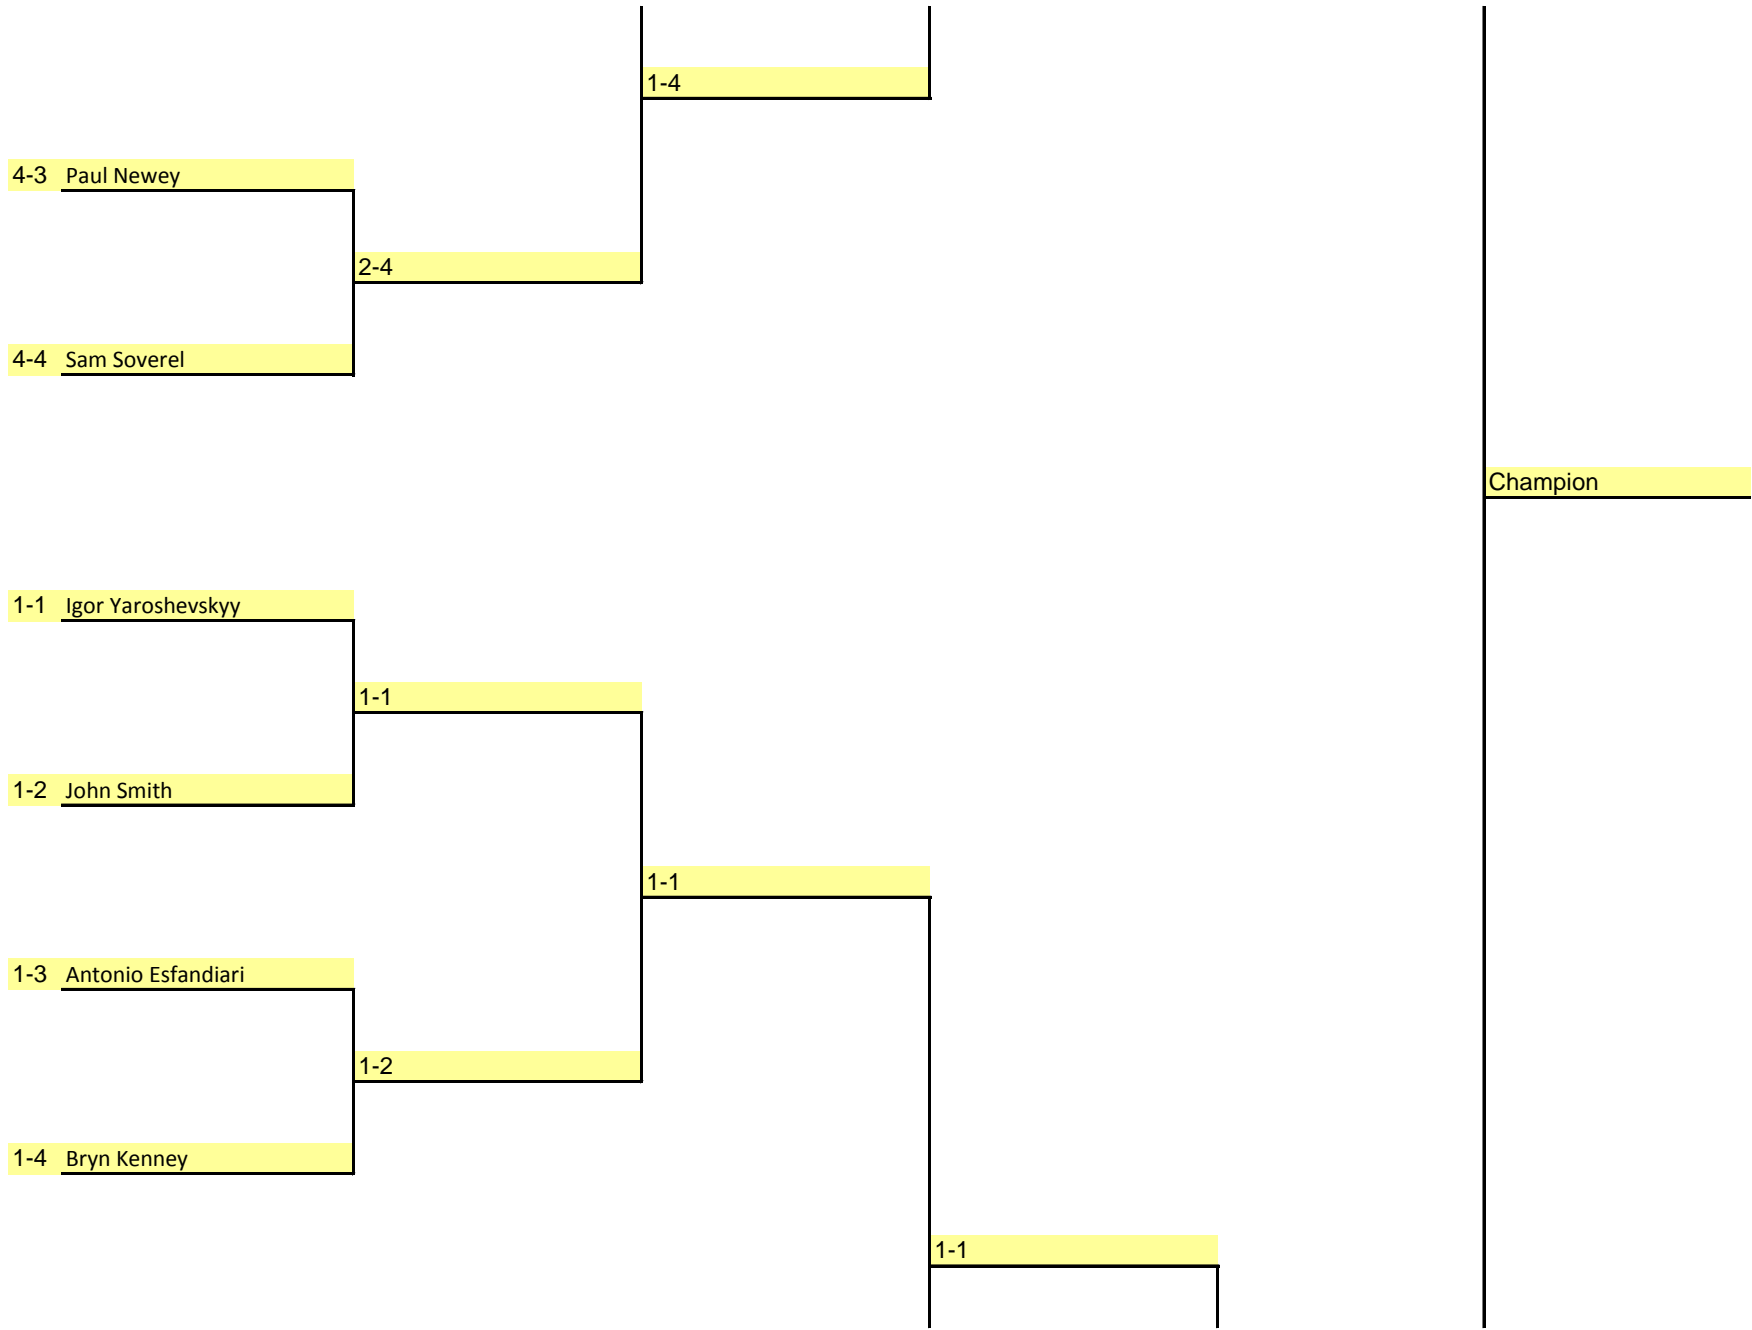 1-4
4-3 Paul Newey
2-4
4-4 Sam Soverel
Champion
1-1 Igor Yaroshevskyy
1-1
1-2 John Smith
1-1
1-3 Antonio Esfandiari
1-2
1-4 Bryn Kenney
1-1